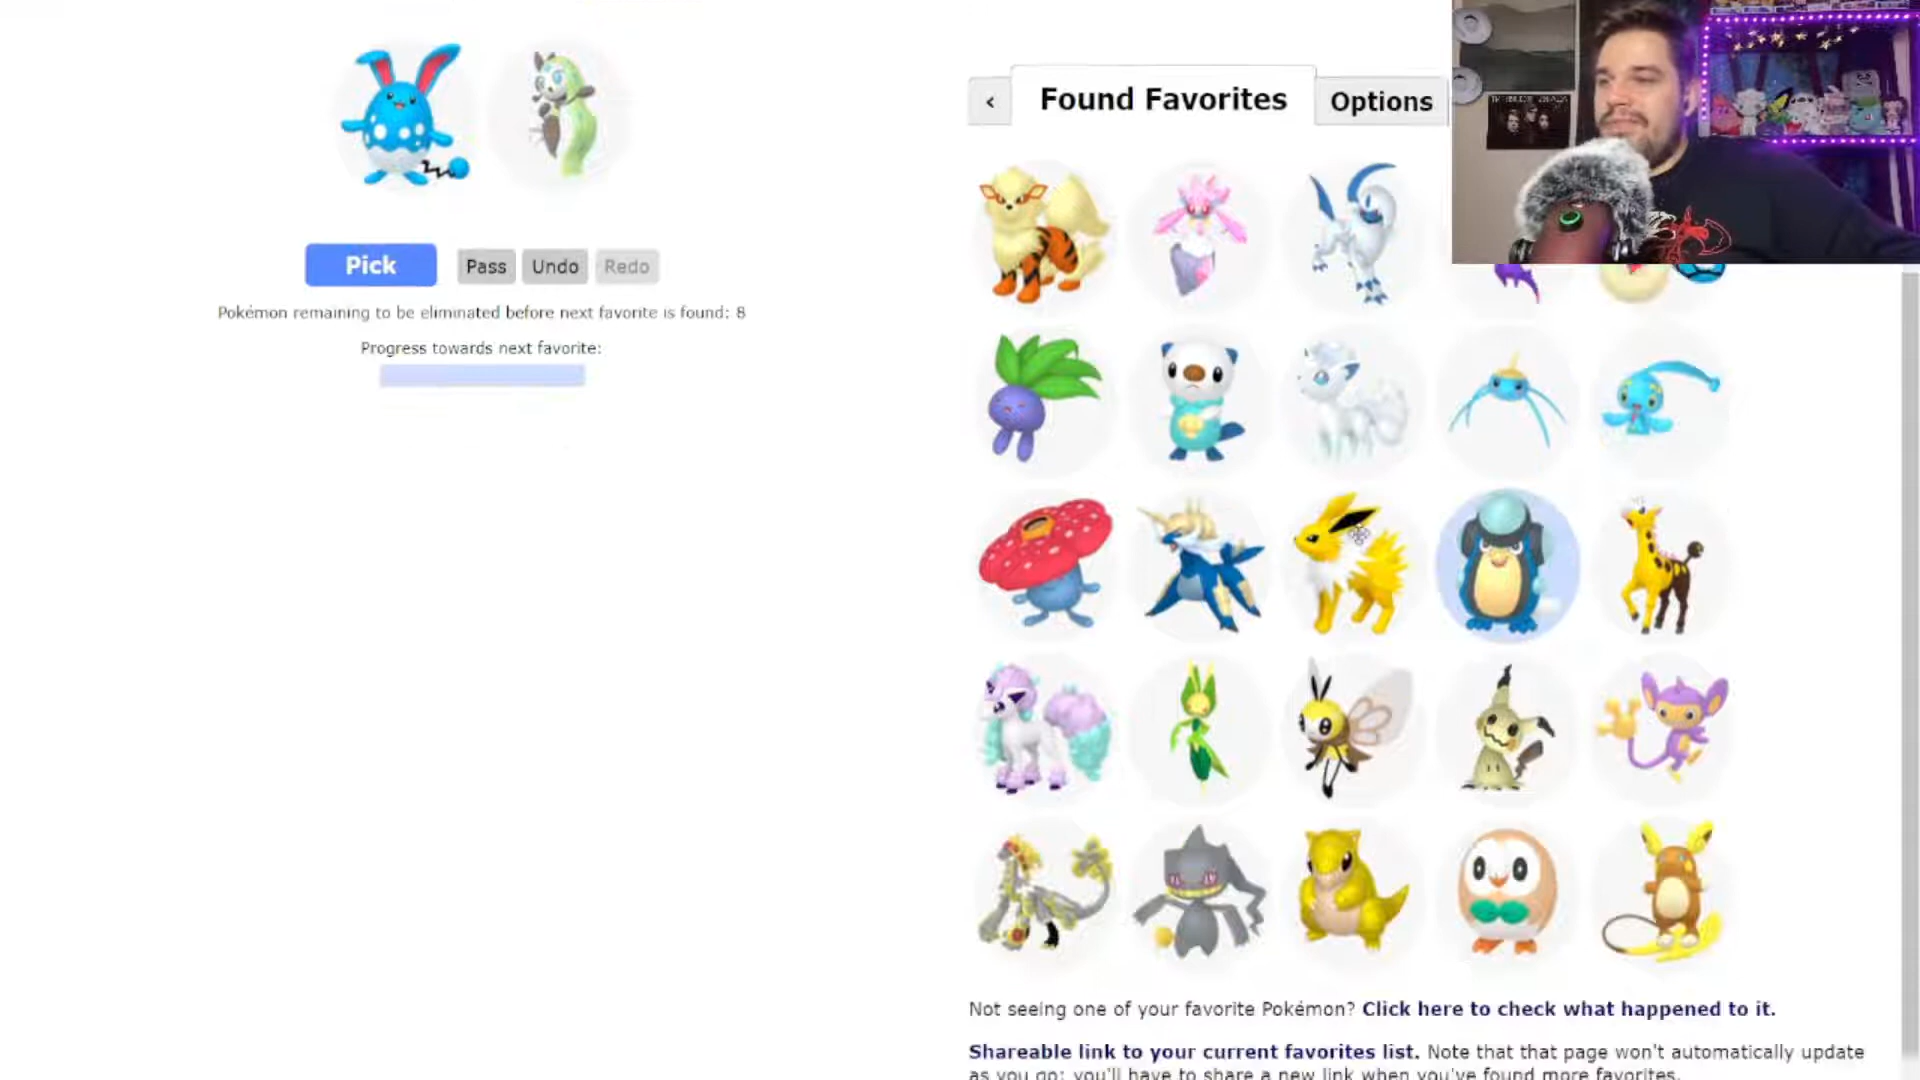 ‹
Found Favorites
Options
Pick
Pass
Undo
Redo
Pokémon remaining to be eliminated before next favorite is found: 8
Progress towards next favorite:
Not seeing one of your favorite Pokémon? Click here to check what happened to it.
Shareable link to your current favorites list. Note that that page won't automatically update
as you go; you'll have to share a new link when you've found more favorites.